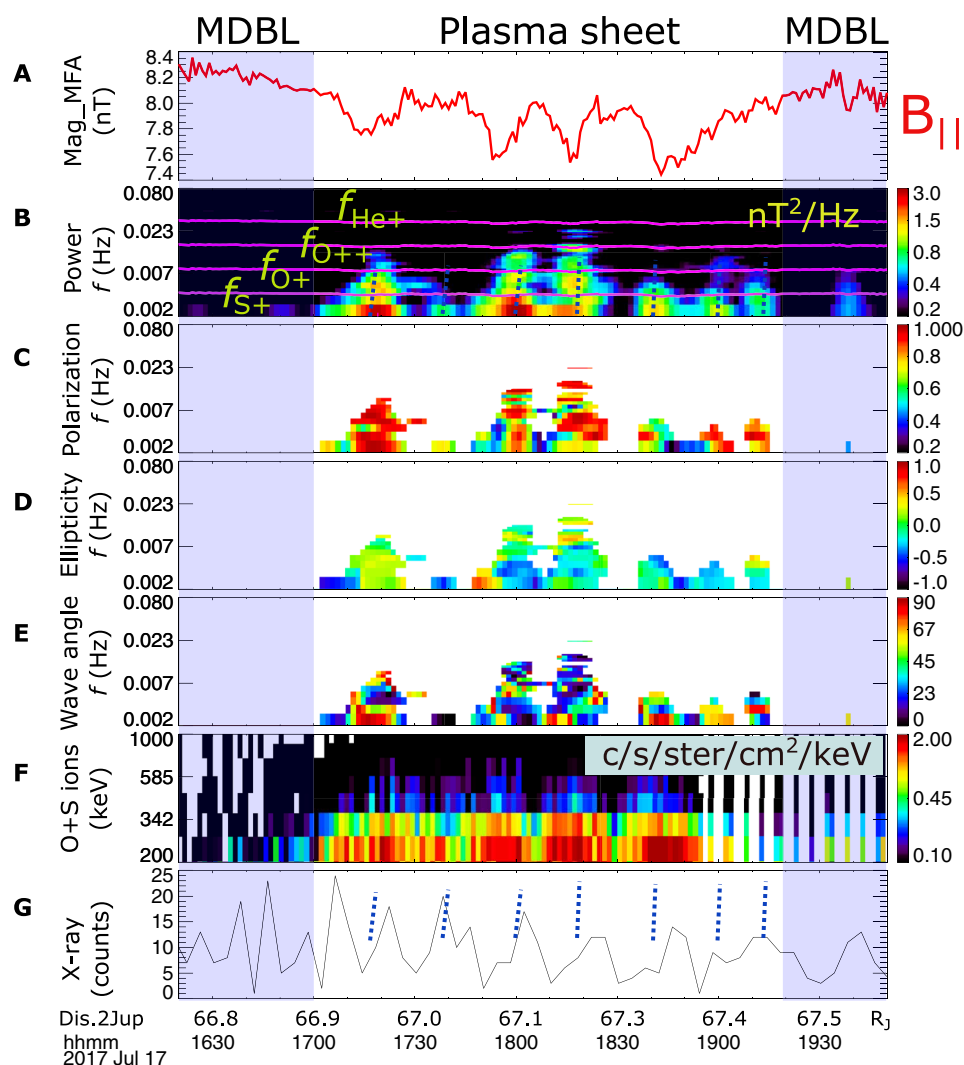 MDBL Plasma sheet MDBL
A
Mag_MFA
(nT)
8.4
8.2
8.0
7.8
7.6
7.4
B||
B
Power
f (Hz)
0.080
0.023
0.007
0.002
fHe+
fO++
fO+
fS+
nT²/Hz
3.0
1.5
0.8
0.4
0.2
C
Polarization
f (Hz)
0.080
0.023
0.007
0.002
1.000
0.8
0.6
0.4
0.2
D
Ellipticity
f (Hz)
0.080
0.023
0.007
0.002
1.0
0.5
0.0
-0.5
-1.0
E
Wave angle
f (Hz)
0.080
0.023
0.007
0.002
90
67
45
23
0
F
O+S ions
(keV)
1000
585
342
200
c/s/ster/cm²/keV
2.00
0.45
0.10
G
X-ray
(counts)
25
20
15
10
5
0
Dis.2Jup 66.8 66.9 67.0 67.1 67.3 67.4 67.5 RJ
hhmm 1630 1700 1730 1800 1830 1900 1930
2017 Jul 17